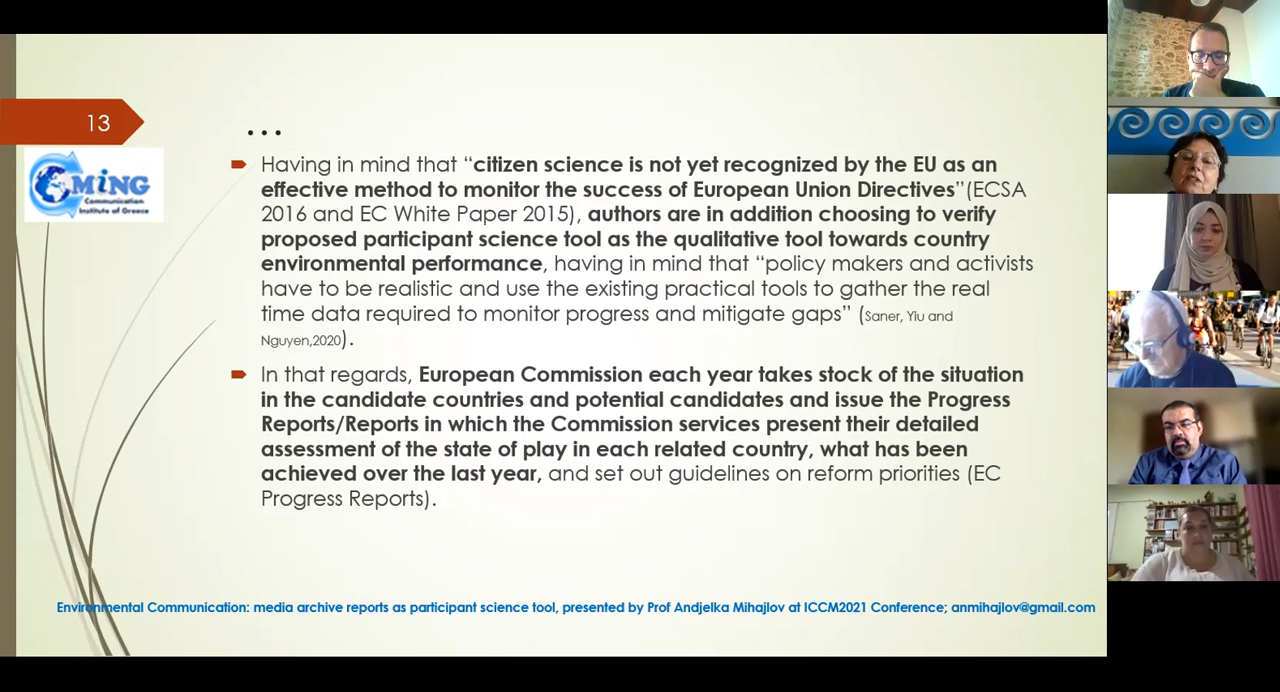 13
...
CMiNG
Communication
Institute of Greece
Having in mind that “citizen science is not yet recognized by the EU as an
effective method to monitor the success of European Union Directives”(ECSA
2016 and EC White Paper 2015), authors are in addition choosing to verify
proposed participant science tool as the qualitative tool towards country
environmental performance, having in mind that “policy makers and activists
have to be realistic and use the existing practical tools to gather the real
time data required to monitor progress and mitigate gaps” (Saner, Yiu and
Nguyen,2020).
In that regards, European Commission each year takes stock of the situation
in the candidate countries and potential candidates and issue the Progress
Reports/Reports in which the Commission services present their detailed
assessment of the state of play in each related country, what has been
achieved over the last year, and set out guidelines on reform priorities (EC
Progress Reports).
Environmental Communication: media archive reports as participant science tool, presented by Prof Andjelka Mihajlov at ICCM2021 Conference; anmihajlov@gmail.com